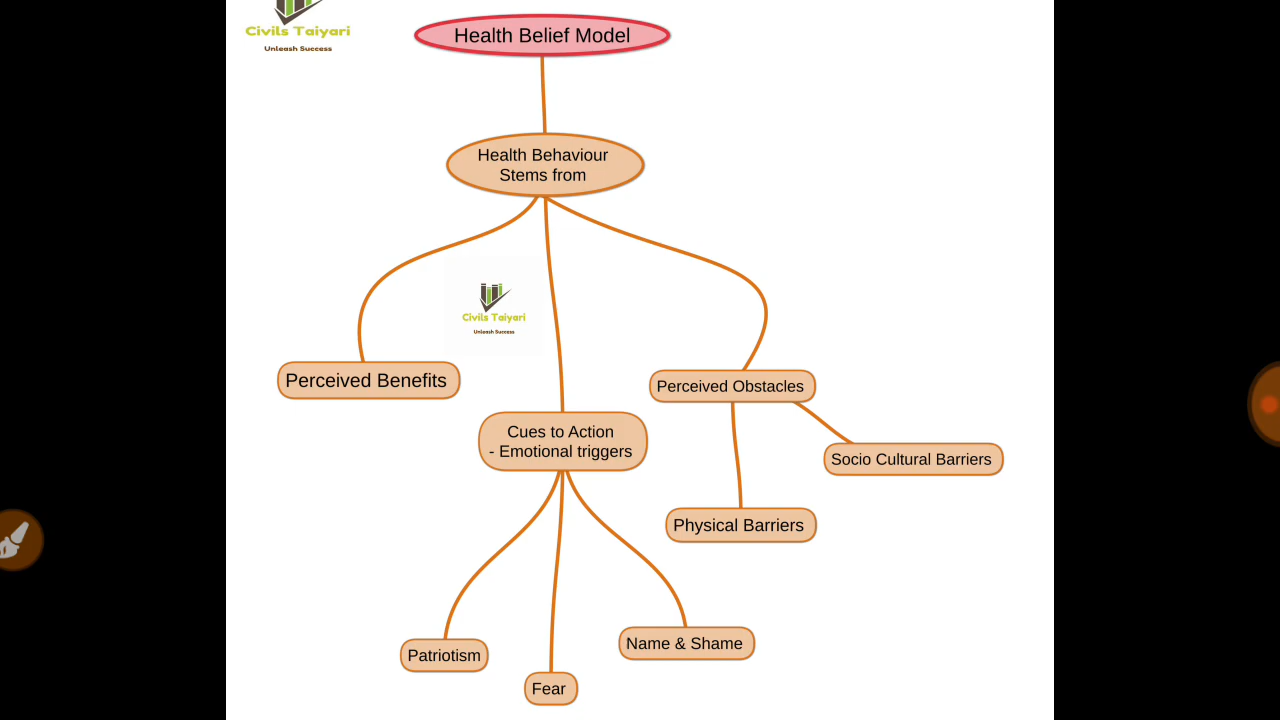 Civils Taiyari
Unleash Success
Health Belief Model
Health Behaviour
Stems from
Civils Taiyari
Unleash Success
Perceived Benefits
Perceived Obstacles
Cues to Action
- Emotional triggers
Socio Cultural Barriers
Physical Barriers
Name & Shame
Patriotism
Fear